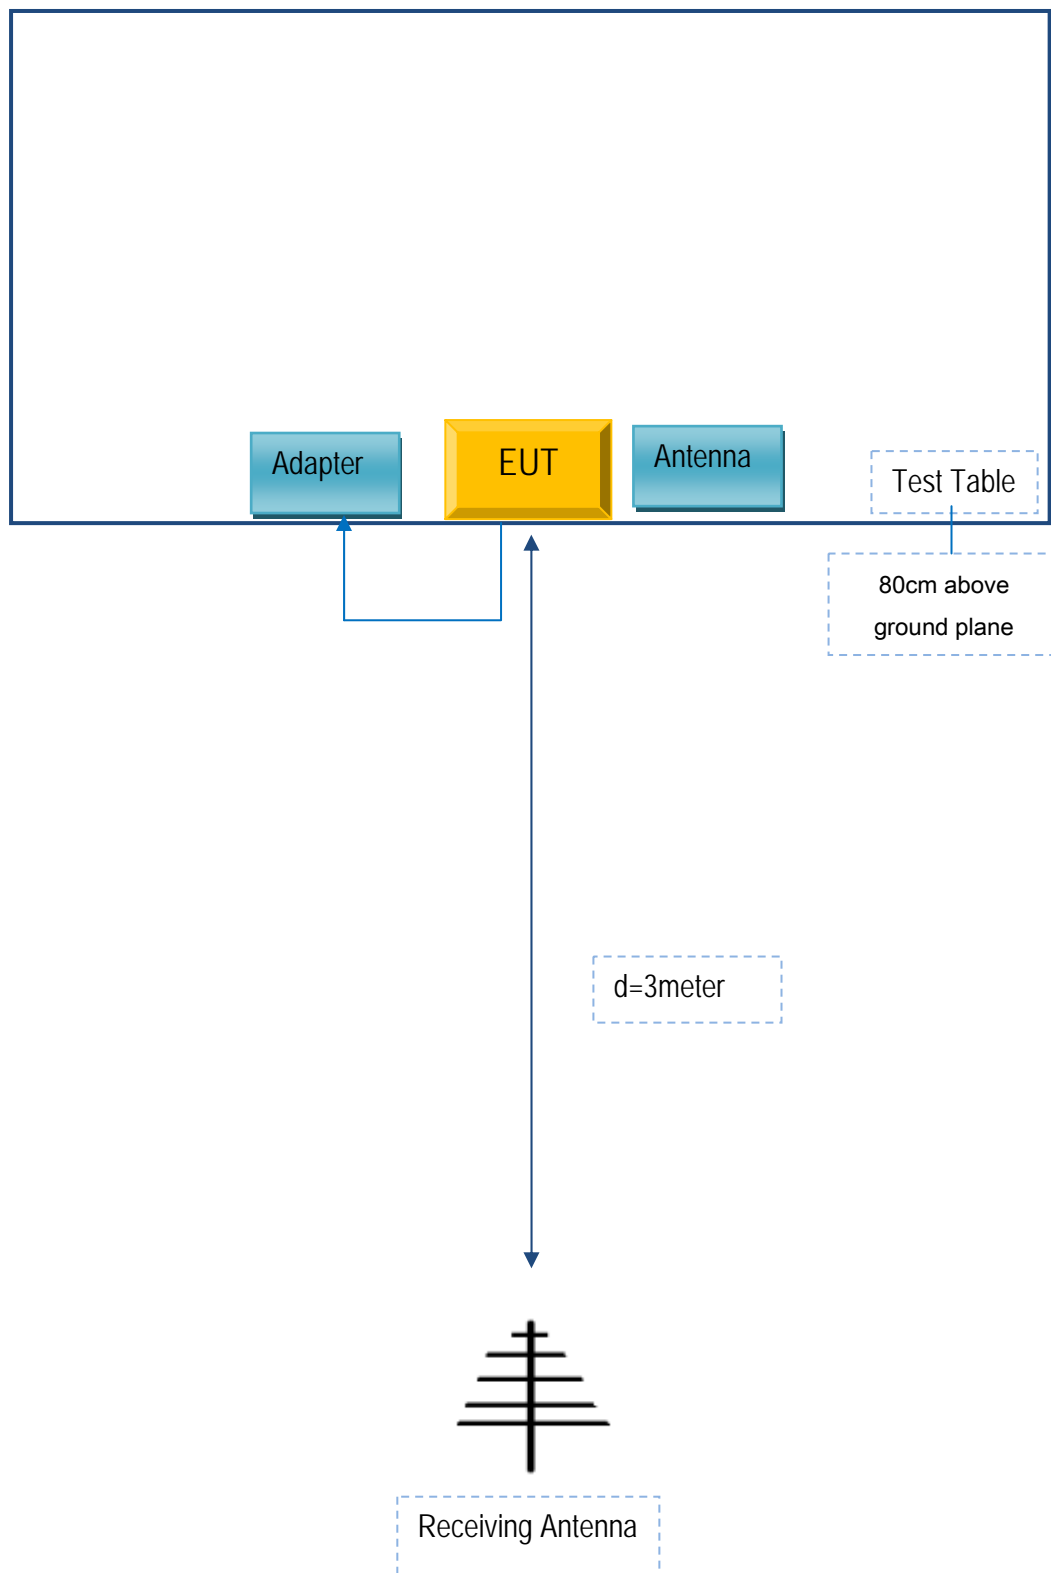 Adapter
EUT
Antenna
Test Table
80cm above
ground plane
d=3meter
Receiving Antenna